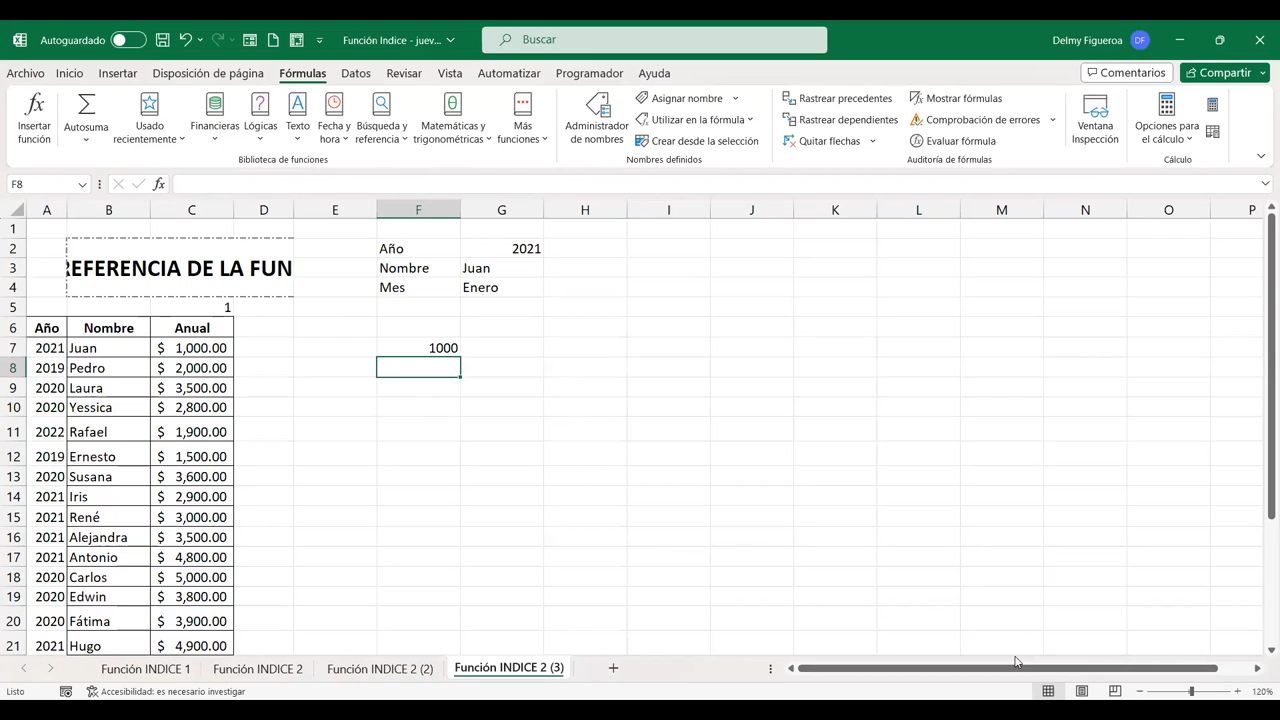 Autoguardado
Función Indice - juev...
Buscar
Delmy Figueroa
DF
Archivo Inicio Insertar Disposición de página Fórmulas Datos Revisar Vista Automatizar Programador Ayuda
Comentarios
Compartir
Insertar función
Autosuma
Usado recientemente
Financieras
Lógicas
Texto
Fecha y hora
Búsqueda y referencia
Matemáticas y trigonométricas
Más funciones
Biblioteca de funciones
Administrador de nombres
Asignar nombre
Utilizar en la fórmula
Crear desde la selección
Nombres definidos
Rastrear precedentes
Rastrear dependientes
Quitar flechas
Mostrar fórmulas
Comprobación de errores
Evaluar fórmula
Auditoría de fórmulas
Ventana Inspección
Opciones para el cálculo
Cálculo
F8
fx
A B C D E F G H I J K L M N O P
1
2 Año 2021
EFERENCIA DE LA FUN
3 Nombre Juan
4 Mes Enero
5 1
6 Año Nombre Anual
7 2021 Juan $ 1,000.00 1000
8 2019 Pedro $ 2,000.00
9 2020 Laura $ 3,500.00
10 2020 Yessica $ 2,800.00
11 2022 Rafael $ 1,900.00
12 2019 Ernesto $ 1,500.00
13 2020 Susana $ 3,600.00
14 2021 Iris $ 2,900.00
15 2021 René $ 3,000.00
16 2021 Alejandra $ 3,500.00
17 2021 Antonio $ 4,800.00
18 2020 Carlos $ 5,000.00
19 2020 Edwin $ 3,800.00
20 2020 Fátima $ 3,900.00
21 2021 Hugo $ 4,900.00
Función INDICE 1 Función INDICE 2 Función INDICE 2 (2) Función INDICE 2 (3)
Listo
Accesibilidad: es necesario investigar
120%